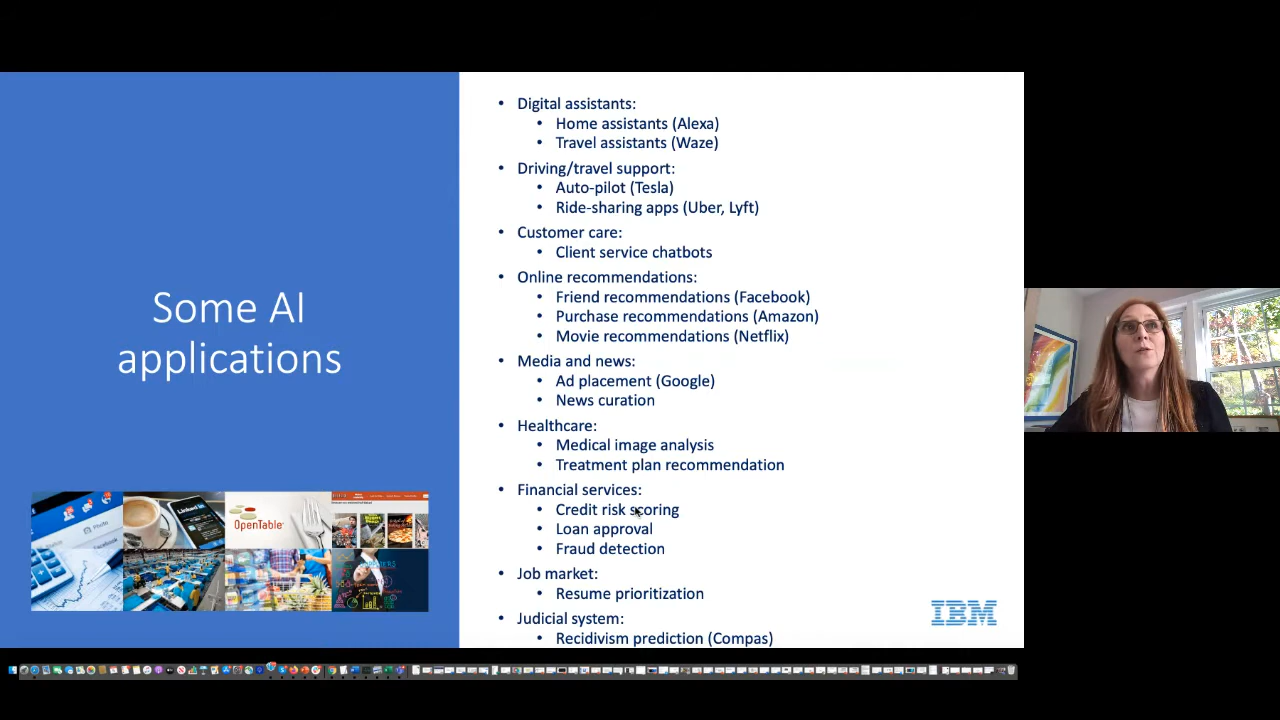 Some AI
applications
• Digital assistants:
• Home assistants (Alexa)
• Travel assistants (Waze)
• Driving/travel support:
• Auto-pilot (Tesla)
• Ride-sharing apps (Uber, Lyft)
• Customer care:
• Client service chatbots
• Online recommendations:
• Friend recommendations (Facebook)
• Purchase recommendations (Amazon)
• Movie recommendations (Netflix)
• Media and news:
• Ad placement (Google)
• News curation
• Healthcare:
• Medical image analysis
• Treatment plan recommendation
• Financial services:
• Credit risk scoring
• Loan approval
• Fraud detection
• Job market:
• Resume prioritization
• Judicial system:
• Recidivism prediction (Compas)
OpenTable
IBM